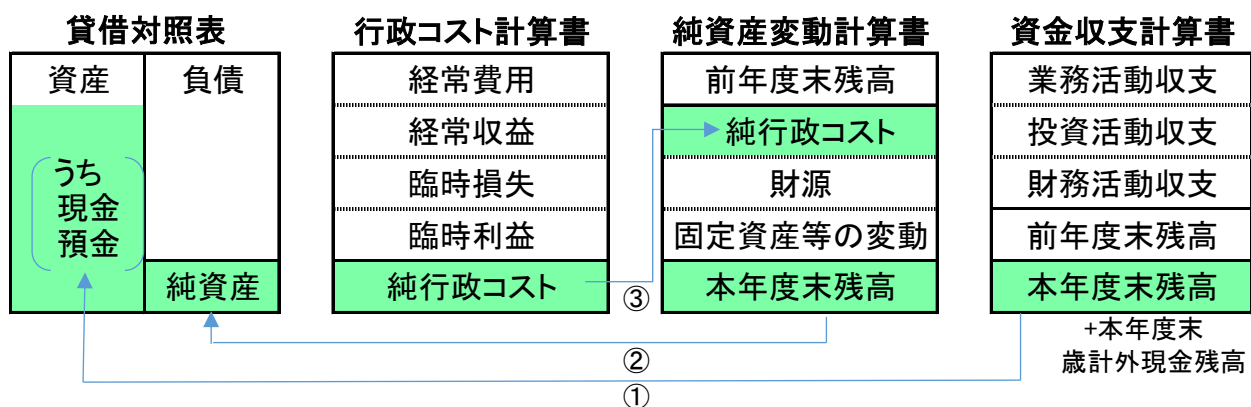 貸借対照表
資産
負債
うち
現金
預金
純資産
行政コスト計算書
経常費用
経常収益
臨時損失
臨時利益
純行政コスト
③
純資産変動計算書
前年度末残高
純行政コスト
財源
固定資産等の変動
本年度末残高
資金収支計算書
業務活動収支
投資活動収支
財務活動収支
前年度末残高
本年度末残高
+本年度末
歳計外現金残高
②
①